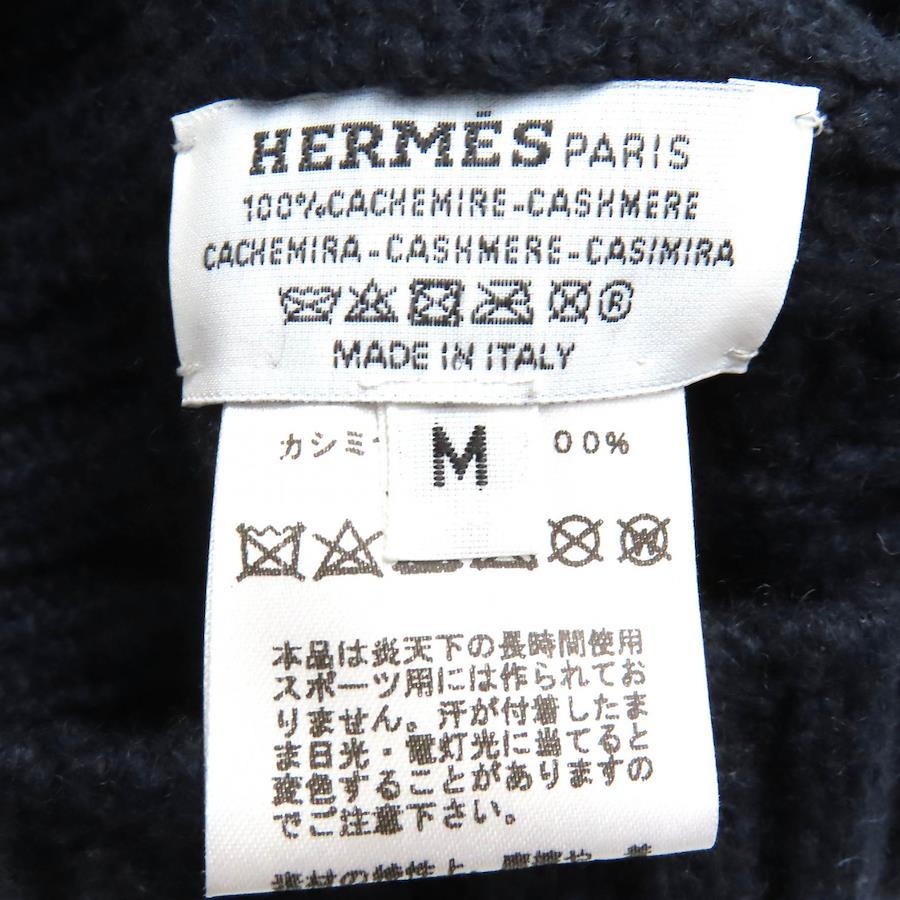 HERMĒS PARIS
100%CACHEMIRE-CASHMERE
CACHEMIRA-CASHMERE-CASIMIRA
®
MADE IN ITALY
M
カシミ 00%
本品は炎天下の長時間使用
スポーツ用には作られてお
りません。汗が付着したま
ま日光・電灯光に当てると
変色することがありますの
でご注意下さい。